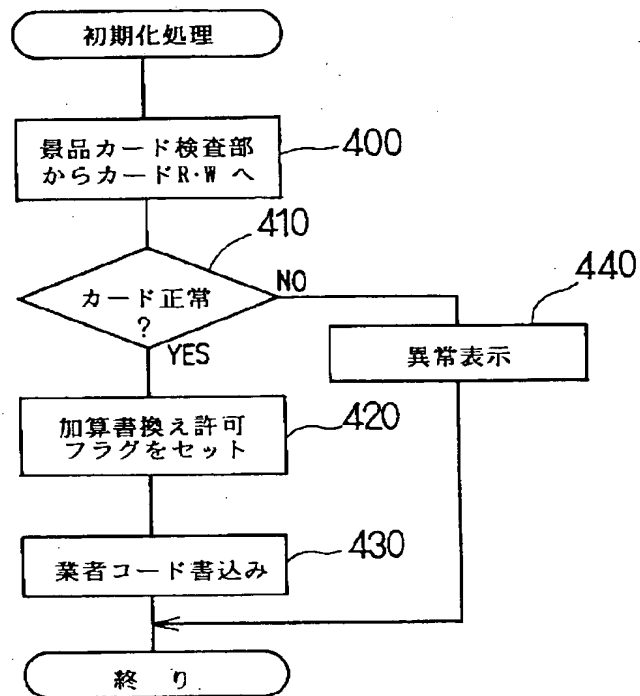 初期化処理
景品カード検査部
からカードR・Wへ
400
410
カード正常
?
NO
YES
440
異常表示
加算書換え許可
フラグをセット
420
業者コード書込み
430
終り